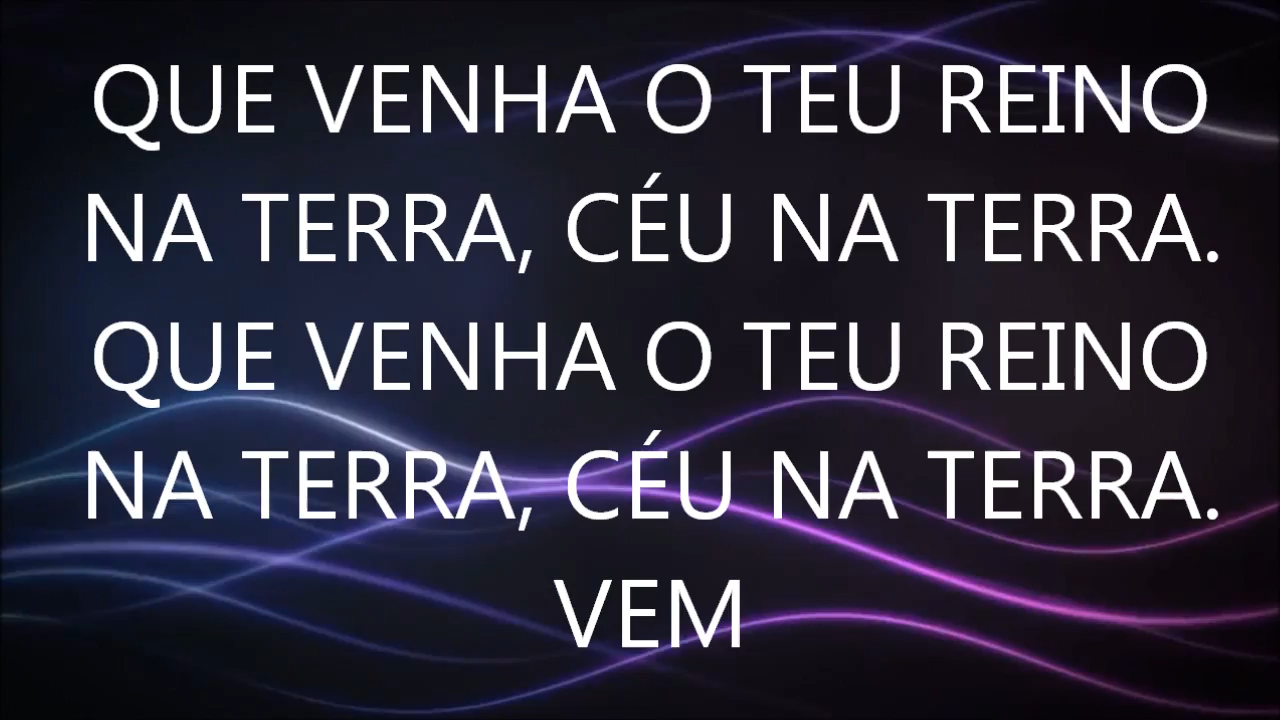 QUE VENHA O TEU REINO
NA TERRA, CÉU NA TERRA.
QUE VENHA O TEU REINO
NA TERRA, CÉU NA TERRA.
VEM